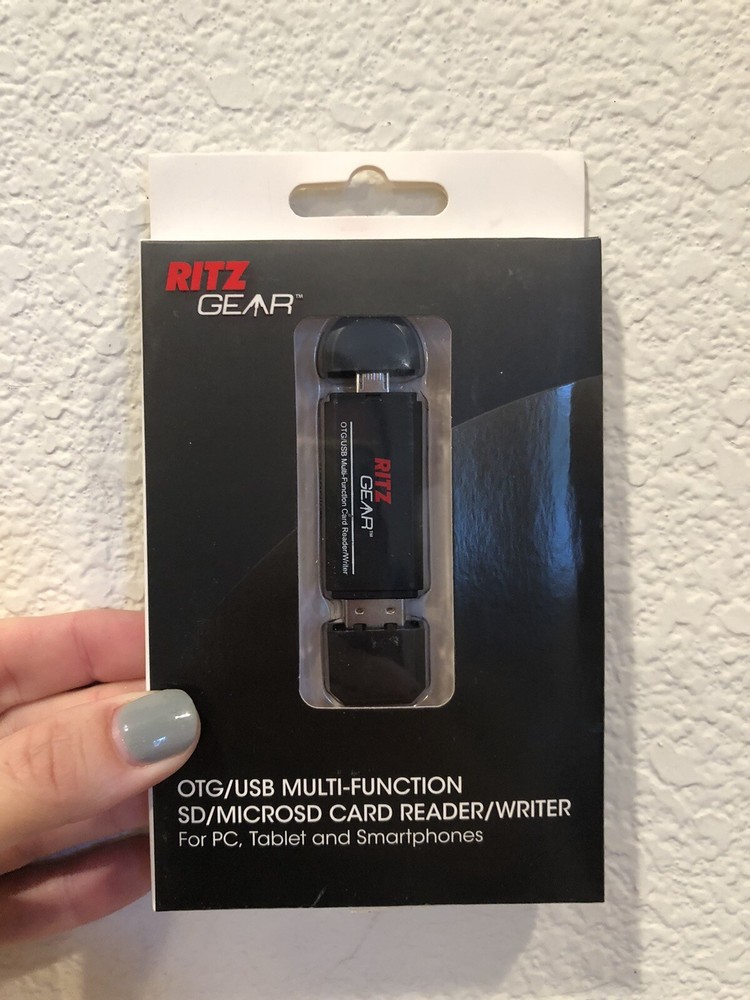 RITZ
GEAR™
RITZ
GEAR™
OTG/USB Multi-Function Card Reader/Writer
OTG/USB MULTI-FUNCTION
SD/MICROSD CARD READER/WRITER
For PC, Tablet and Smartphones